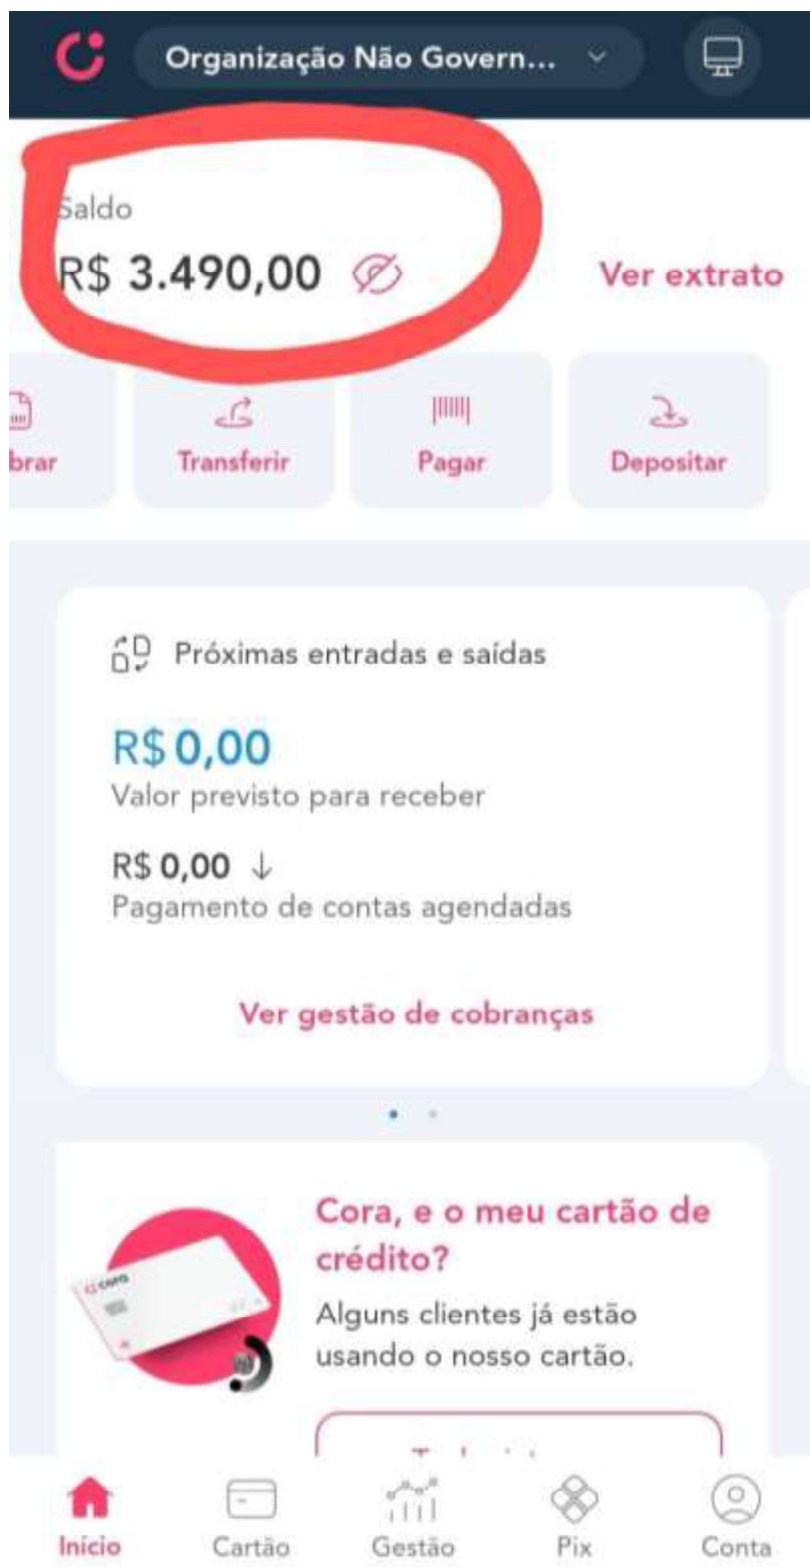 Organização Não Govern...
Saldo
R$ 3.490,00
Ver extrato
brar
Transferir
Pagar
Depositar
Próximas entradas e saídas
R$ 0,00
Valor previsto para receber
R$ 0,00 ↓
Pagamento de contas agendadas
Ver gestão de cobranças
Cora, e o meu cartão de
crédito?
cora
Alguns clientes já estão
usando o nosso cartão.
Início
Cartão
Gestão
Pix
Conta